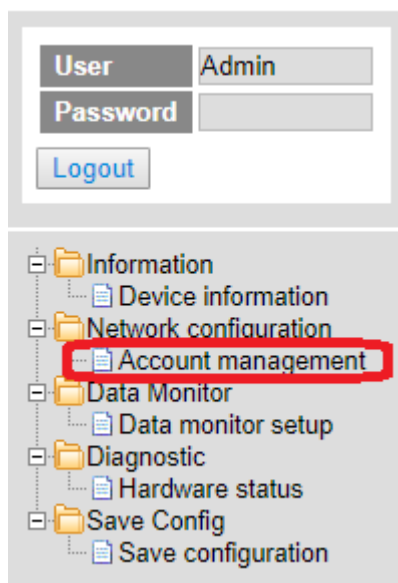 User Admin
Password
Logout
Information
Device information
Network configuration
Account management
Data Monitor
Data monitor setup
Diagnostic
Hardware status
Save Config
Save configuration